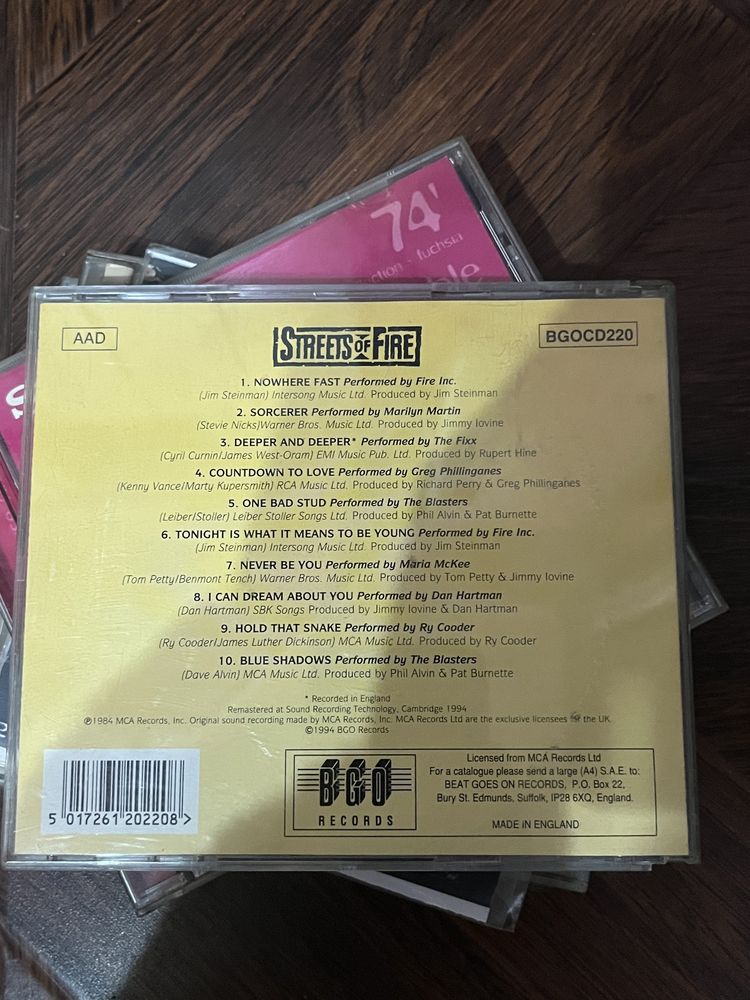 74'
fuchsia
AAD
STREETS OF FIRE
BGOCD220
1. NOWHERE FAST Performed by Fire Inc.
(Jim Steinman) Intersong Music Ltd. Produced by Jim Steinman
2. SORCERER Performed by Marilyn Martin
(Stevie Nicks)Warner Bros. Music Ltd. Produced by Jimmy Iovine
3. DEEPER AND DEEPER* Performed by The Fixx
(Cyril Curnin/James West-Oram) EMI Music Pub. Ltd. Produced by Rupert Hine
4. COUNTDOWN TO LOVE Performed by Greg Phillinganes
(Kenny Vance/Marty Kupersmith) RCA Music Ltd. Produced by Richard Perry & Greg Phillinganes
5. ONE BAD STUD Performed by The Blasters
(Leiber/Stoller) Leiber Stoller Songs Ltd. Produced by Phil Alvin & Pat Burnette
6. TONIGHT IS WHAT IT MEANS TO BE YOUNG Performed by Fire Inc.
(Jim Steinman) Intersong Music Ltd. Produced by Jim Steinman
7. NEVER BE YOU Performed by Maria McKee
(Tom Petty/Benmont Tench) Warner Bros. Music Ltd. Produced by Tom Petty & Jimmy Iovine
8. I CAN DREAM ABOUT YOU Performed by Dan Hartman
(Dan Hartman) SBK Songs Produced by Jimmy Iovine & Dan Hartman
9. HOLD THAT SNAKE Performed by Ry Cooder
(Ry Cooder/James Luther Dickinson) MCA Music Ltd. Produced by Ry Cooder
10. BLUE SHADOWS Performed by The Blasters
(Dave Alvin) MCA Music Ltd. Produced by Phil Alvin & Pat Burnette
* Recorded in England
Remastered at Sound Recording Technology, Cambridge 1994
℗1984 MCA Records, Inc. Original sound recording made by MCA Records, Inc. MCA Records Ltd are the exclusive licensees for the UK.
©1994 BGO Records
5 017261 202208 >
BGO
RECORDS
Licensed from MCA Records Ltd
For a catalogue please send a large (A4) S.A.E. to:
BEAT GOES ON RECORDS, P.O. Box 22,
Bury St. Edmunds, Suffolk, IP28 6XQ, England.
MADE IN ENGLAND